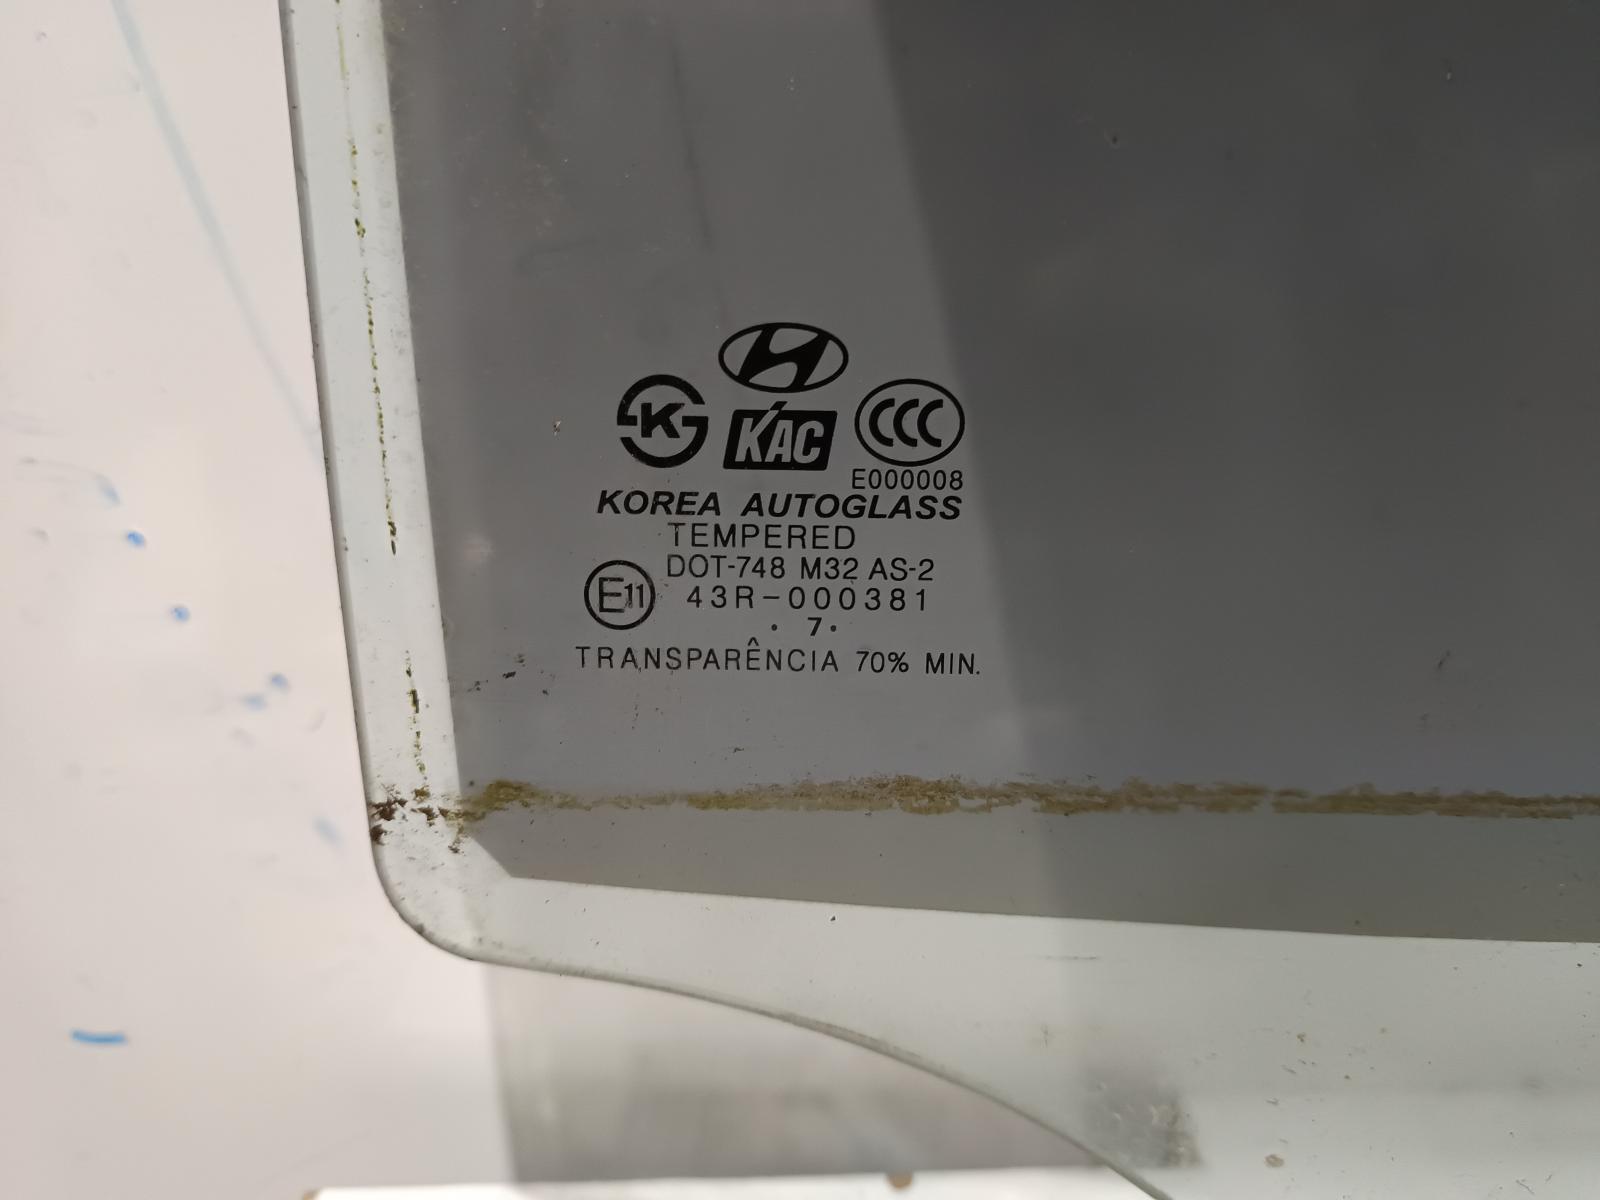 K KAC CCC
E000008
KOREA AUTOGLASS
TEMPERED
DOT-748 M32 AS-2
E11 43R-000381
· 7·
TRANSPARÊNCIA 70% MIN.